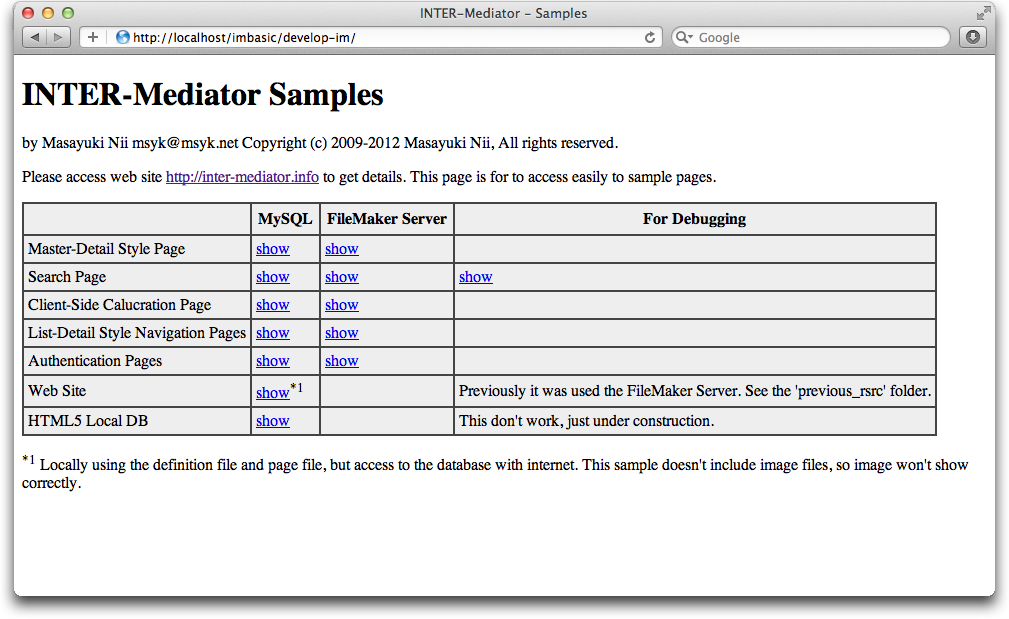 INTER-Mediator – Samples
http://localhost/imbasic/develop-im/
Google
INTER-Mediator Samples
by Masayuki Nii msyk@msyk.net Copyright (c) 2009-2012 Masayuki Nii, All rights reserved.
Please access web site http://inter-mediator.info to get details. This page is for to access easily to sample pages.
MySQL FileMaker Server For Debugging
Master-Detail Style Page show show
Search Page show show show
Client-Side Calucration Page show show
List-Detail Style Navigation Pages show show
Authentication Pages show show
Web Site show*1 Previously it was used the FileMaker Server. See the 'previous_rsrc' folder.
HTML5 Local DB show This don't work, just under construction.
*1 Locally using the definition file and page file, but access to the database with internet. This sample doesn't include image files, so image won't show
correctly.